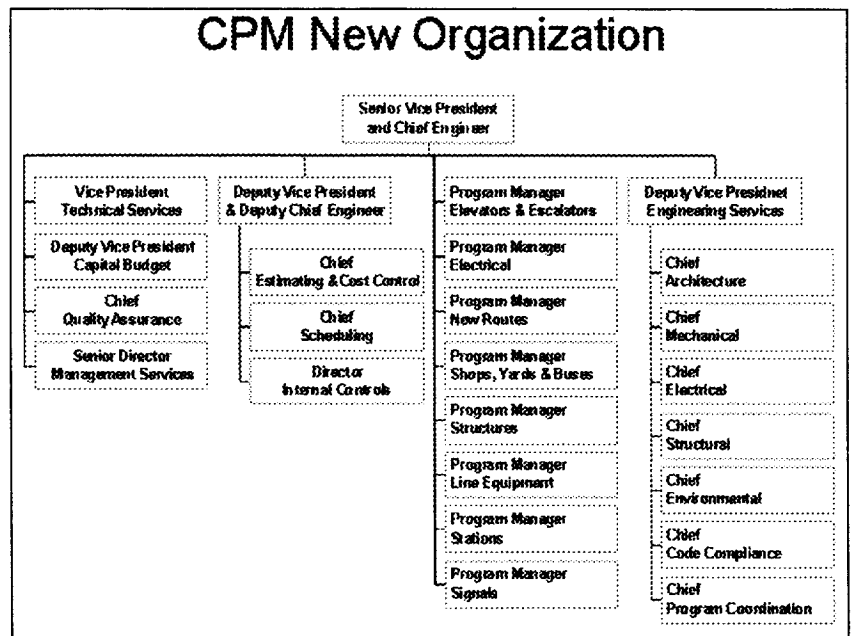 CPM New Organization
Senior Vice President
and Chief Engineer
Vice President
Technical Services
Deputy Vice President
Capital Budget
Chief
Quality Assurance
Senior Director
Management Services
Deputy Vice President
& Deputy Chief Engineer
Chief
Estimating & Cost Control
Chief
Scheduling
Director
Internal Controls
Program Manager
Elevators & Escalators
Program Manager
Electrical
Program Manager
New Routes
Program Manager
Shops, Yards & Buses
Program Manager
Structures
Program Manager
Line Equipment
Program Manager
Stations
Program Manager
Signals
Deputy Vice Presidnet
Engineering Services
Chief
Architecture
Chief
Mechanical
Chief
Electrical
Chief
Structural
Chief
Environmental
Chief
Code Compliance
Chief
Program Coordination